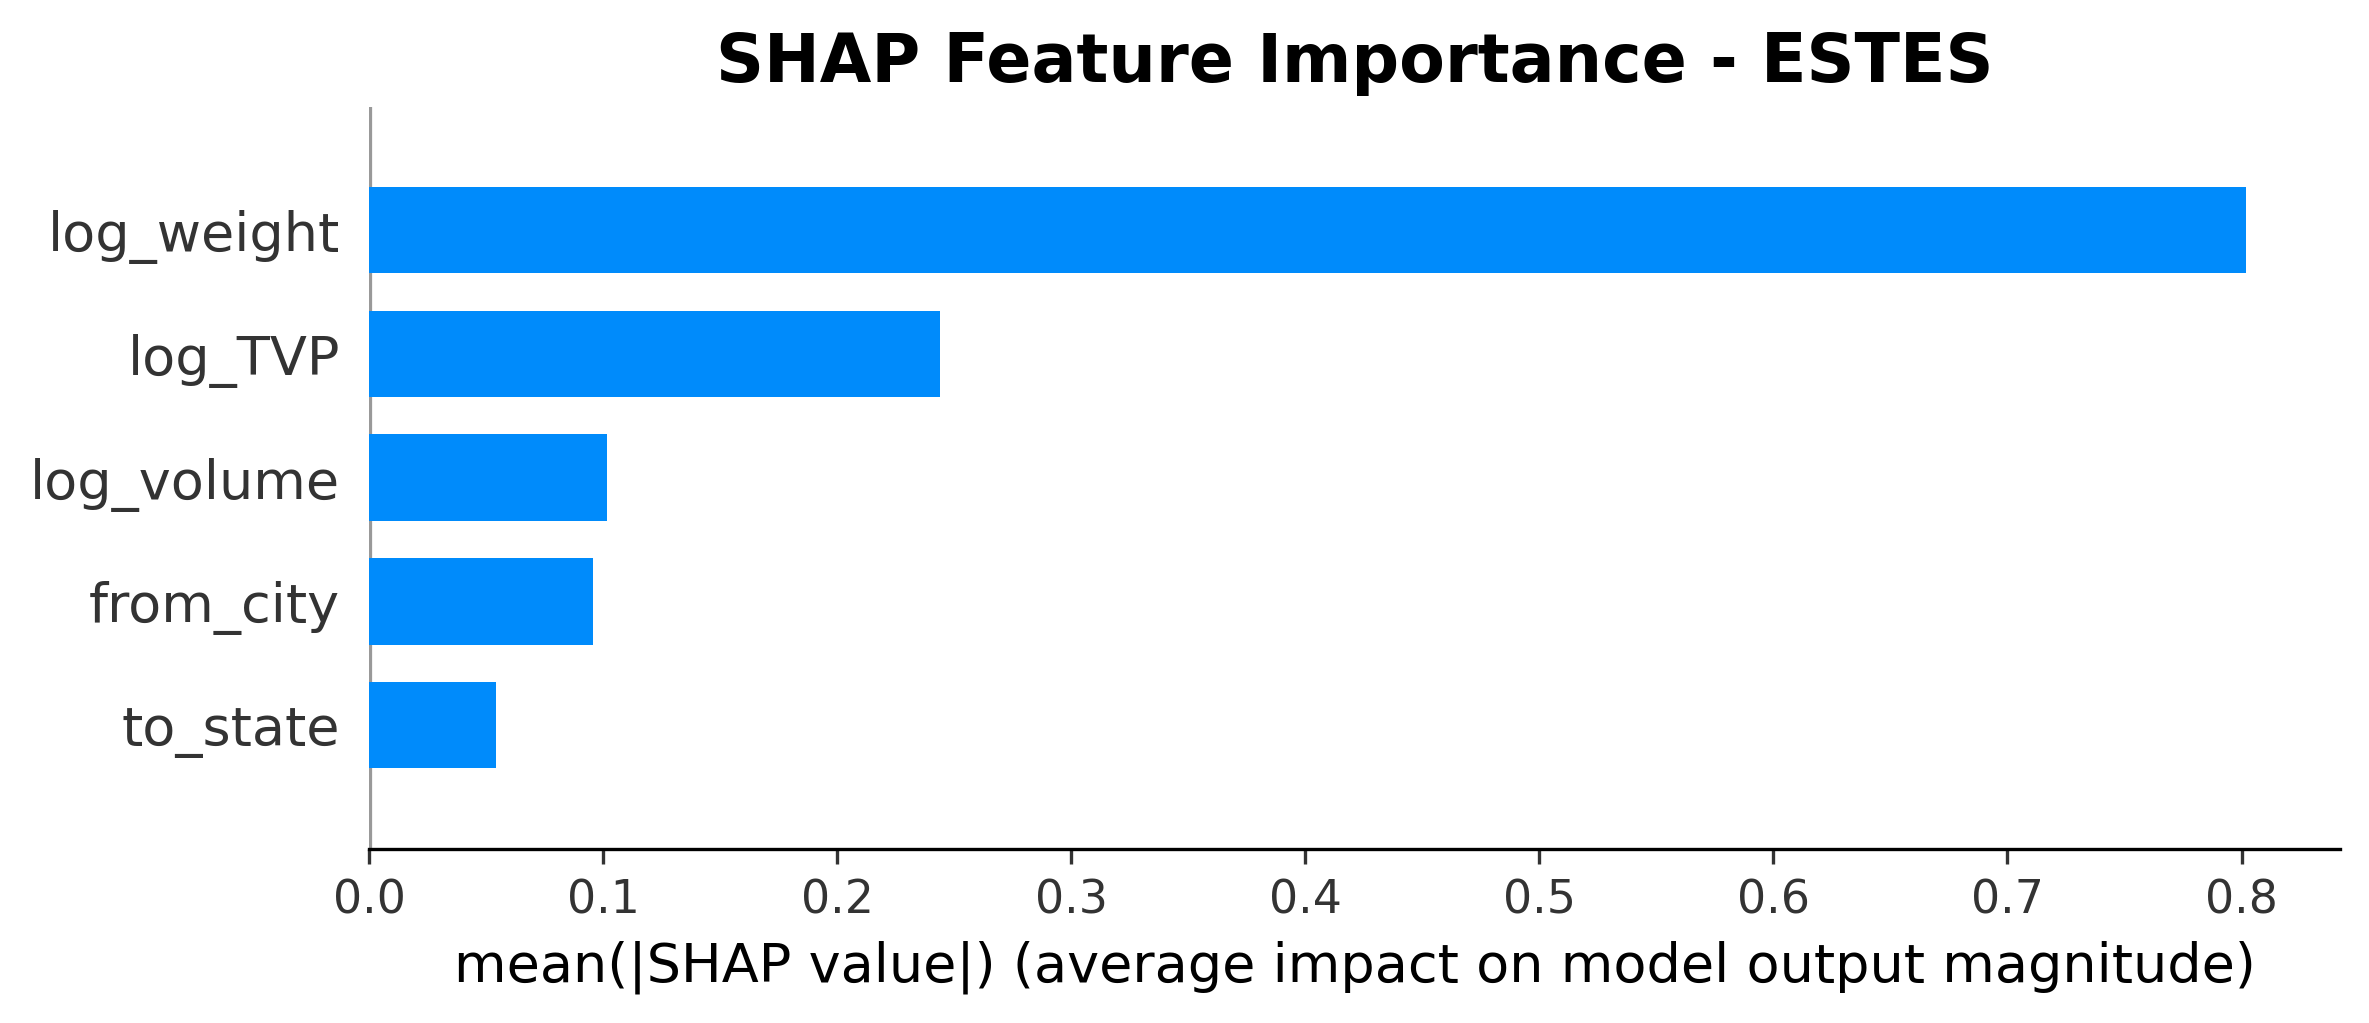 SHAP Feature Importance - ESTES
log_weight
log_TVP
log_volume
from_city
to_state
0.0 0.1 0.2 0.3 0.4 0.5 0.6 0.7 0.8
mean(|SHAP value|) (average impact on model output magnitude)